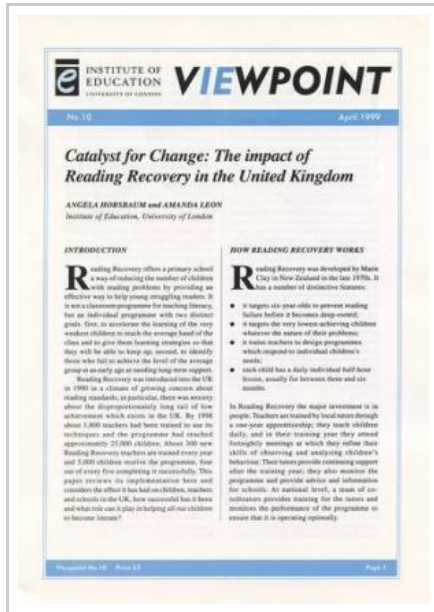 INSTITUTE OF
EDUCATION
UNIVERSITY OF LONDON
VIEWPOINT
No.10
April 1999
Catalyst for Change: The impact of
Reading Recovery in the United Kingdom
ANGELA HOBSBAUM and AMANDA LEON
Institute of Education, University of London
INTRODUCTION
Reading Recovery offers a primary school
a way of reducing the number of children
with reading problems by providing an
effective way to help young struggling readers. It
is not a classroom programme for teaching literacy,
but an individual programme with two distinct
goals: first, to accelerate the learning of the very
weakest children to reach the average band of the
class and to give them learning strategies so that
they will be able to keep up; second, to identify
those who fail to achieve the level of the average
group at an early age as needing long-term support.
Reading Recovery was introduced into the UK
in 1990 in a climate of growing concern about
reading standards; in particular, there was anxiety
about the disproportionately long tail of low
achievement which exists in the UK. By 1998
about 1,800 teachers had been trained to use its
techniques and the programme had reached
approximately 25,000 children. About 300 new
Reading Recovery teachers are trained every year
and 5,000 children receive the programme, four
out of every five completing it successfully. This
paper reviews its implementation here and
considers the effect it has had on children, teachers
and schools in the UK, how successful has it been
and what role can it play in helping all our children
to become literate?
HOW READING RECOVERY WORKS
Reading Recovery was developed by Marie
Clay in New Zealand in the late 1970s. It
has a number of distinctive features:
● it targets six-year-olds to prevent reading
failure before it becomes deep-rooted;
● it targets the very lowest-achieving children
whatever the nature of their problems;
● it trains teachers to design programmes
which respond to individual children's
needs;
● each child has a daily individual half-hour
lesson, usually for between three and six
months.
In Reading Recovery the major investment is in
people. Teachers are trained by local tutors through
a one-year apprenticeship; they teach children
daily, and in their training year they attend
fortnightly meetings at which they refine their
skills of observing and analysing children's
behaviour. Their tutors provide continuing support
after the training year; they also monitor the
programme and provide advice and information
for schools. At national level, a team of co-
ordinators provides training for the tutors and
monitors the performance of the programme to
ensure that it is operating optimally.
Viewpoint No.10 Price £2
Page 1